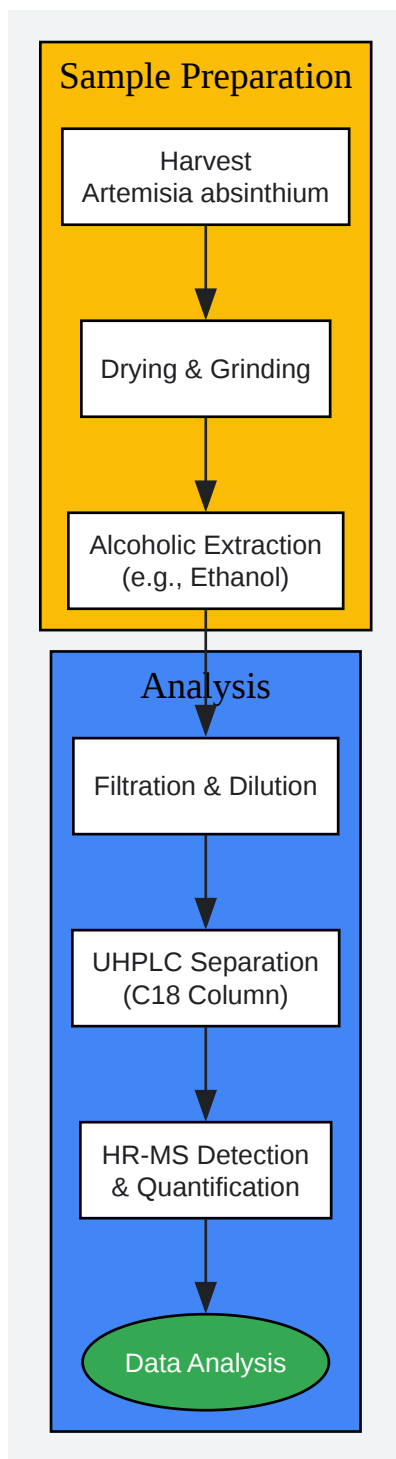 Sample Preparation
Harvest
Artemisia absinthium
Drying & Grinding
Alcoholic Extraction
(e.g., Ethanol)
Analysis
Filtration & Dilution
UHPLC Separation
(C18 Column)
HR-MS Detection
& Quantification
Data Analysis